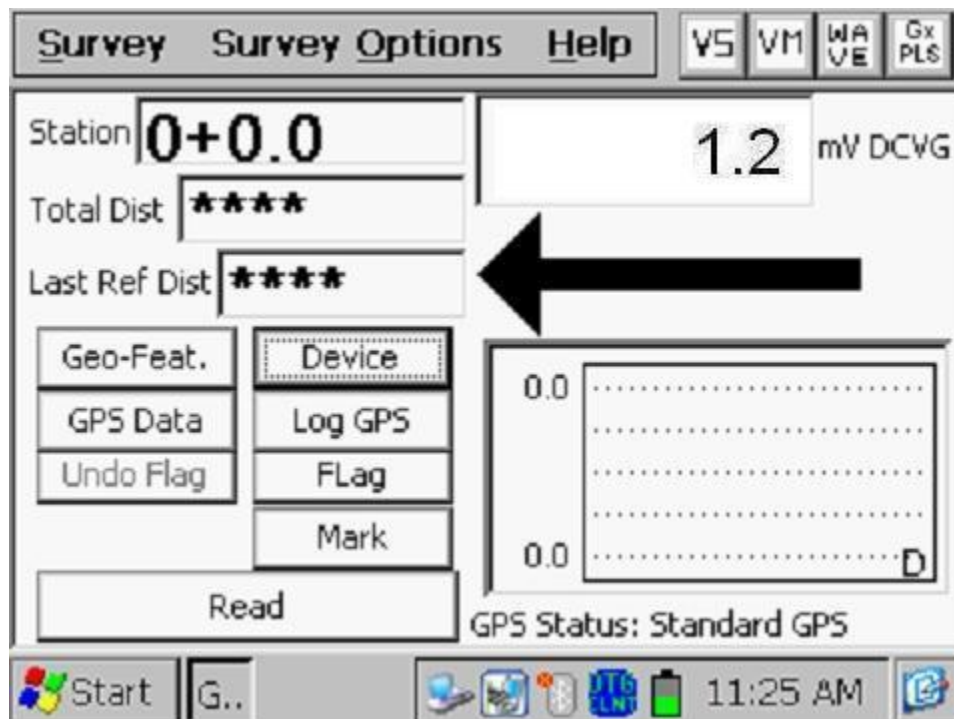 Survey Survey Options Help VS VM WA VE Gx PLS
Station 0+0.0
1.2 mV DCVG
Total Dist ****
Last Ref Dist ****
Geo-Feat. Device
GPS Data Log GPS
Undo Flag FLag
Mark
Read
0.0
0.0
D
GPS Status: Standard GPS
Start G.. 11:25 AM